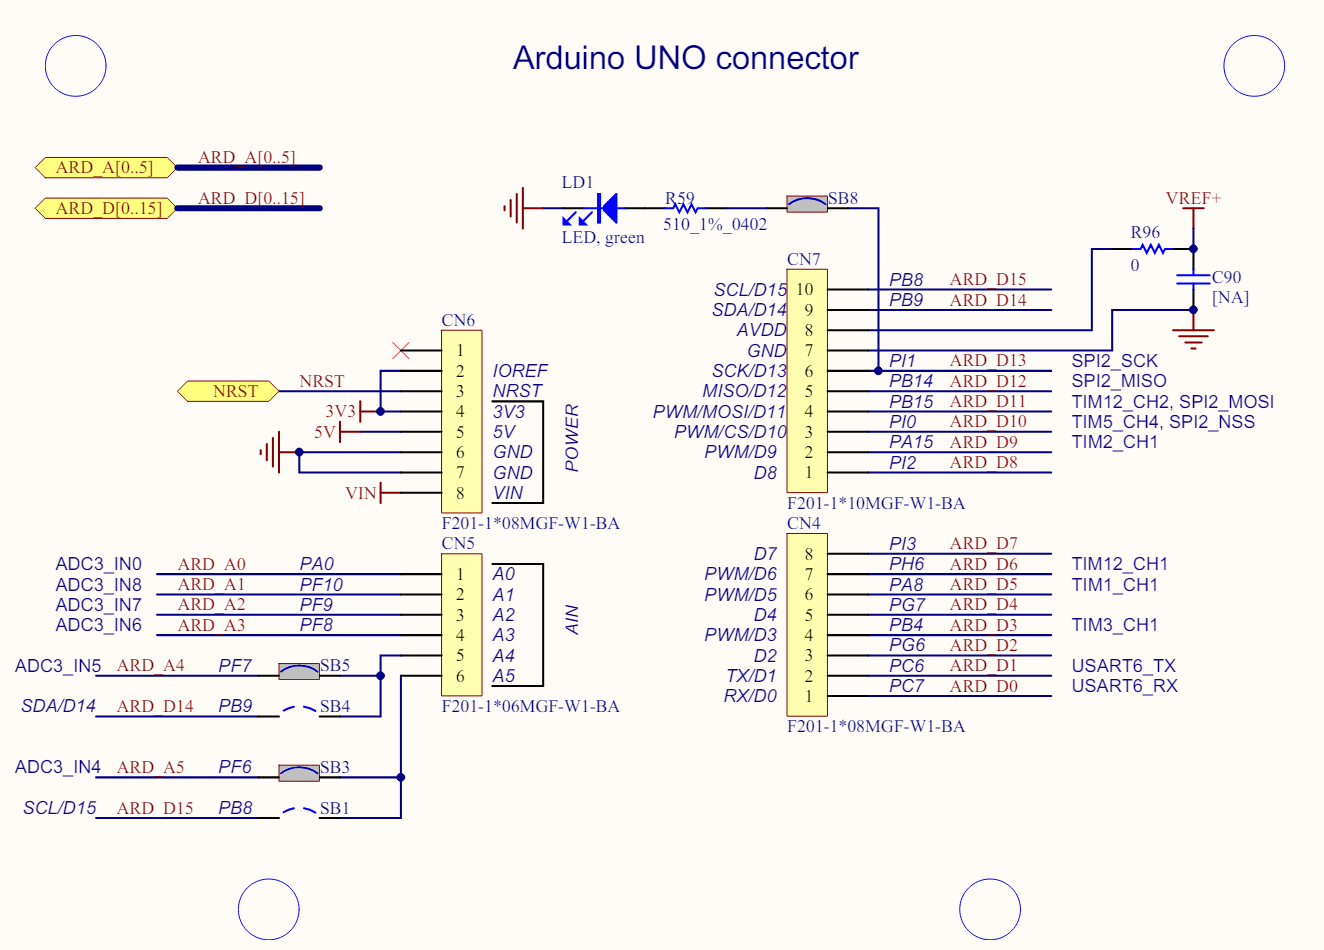 Arduino UNO connector
ARD_A[0..5] ARD_A[0..5]
ARD_D[0..15] ARD_D[0..15]
LD1
LED, green
R59
510_1%_0402
SB8
VREF+
R96
0
C90
[NA]
CN7
SCL/D15 10 PB8 ARD_D15
SDA/D14 9 PB9 ARD_D14
AVDD 8
GND 7
SCK/D13 6 PI1 ARD_D13 SPI2_SCK
MISO/D12 5 PB14 ARD_D12 SPI2_MISO
PWM/MOSI/D11 4 PB15 ARD_D11 TIM12_CH2, SPI2_MOSI
PWM/CS/D10 3 PI0 ARD_D10 TIM5_CH4, SPI2_NSS
PWM/D9 2 PA15 ARD_D9 TIM2_CH1
D8 1 PI2 ARD_D8
F201-1*10MGF-W1-BA
CN6
1
2 IOREF
NRST NRST 3 NRST
3V3 4 3V3
5V 5 5V
6 GND
7 GND
VIN 8 VIN
POWER
F201-1*08MGF-W1-BA
CN5
ADC3_IN0 ARD_A0 PA0 1 A0
ADC3_IN8 ARD_A1 PF10 2 A1
ADC3_IN7 ARD_A2 PF9 3 A2
ADC3_IN6 ARD_A3 PF8 4 A3
5 A4
6 A5
AIN
F201-1*06MGF-W1-BA
ADC3_IN5 ARD_A4 PF7 SB5
SDA/D14 ARD_D14 PB9 SB4
ADC3_IN4 ARD_A5 PF6 SB3
SCL/D15 ARD_D15 PB8 SB1
CN4
D7 8 PI3 ARD_D7
PWM/D6 7 PH6 ARD_D6 TIM12_CH1
PWM/D5 6 PA8 ARD_D5 TIM1_CH1
D4 5 PG7 ARD_D4
PWM/D3 4 PB4 ARD_D3 TIM3_CH1
D2 3 PG6 ARD_D2
TX/D1 2 PC6 ARD_D1 USART6_TX
RX/D0 1 PC7 ARD_D0 USART6_RX
F201-1*08MGF-W1-BA